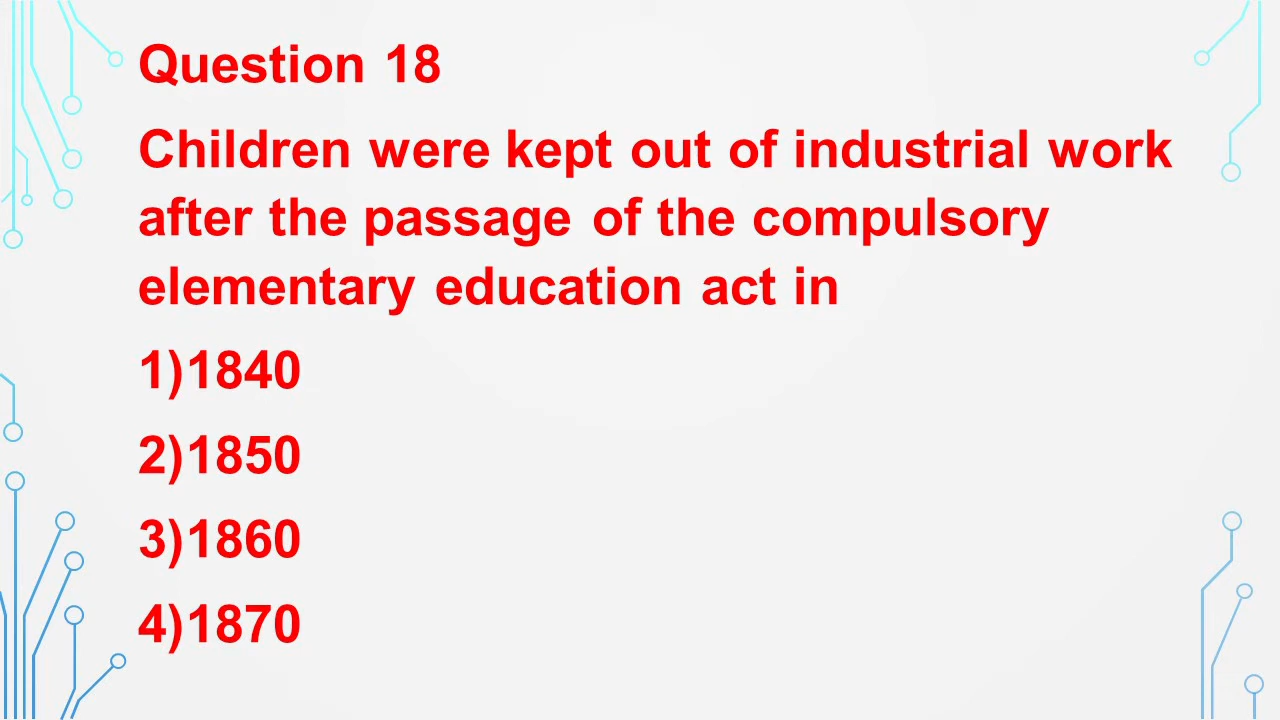 Question 18
Children were kept out of industrial work
after the passage of the compulsory
elementary education act in
1)1840
2)1850
3)1860
4)1870